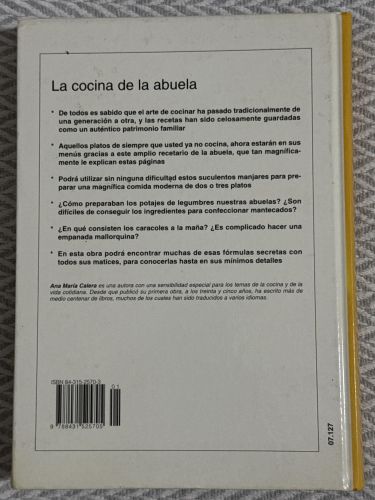 La cocina de la abuela
* De todos es sabido que el arte de cocinar ha pasado tradicionalmente de
una generación a otra, y las recetas han sido celosamente guardadas
como un auténtico patrimonio familiar
* Aquellos platos de siempre que usted ya no cocina, ahora estarán en sus
menús gracias a este amplio recetario de la abuela, que tan magnífica-
mente le explican estas páginas
* Podrá utilizar sin ninguna dificultad estos suculentos manjares para pre-
parar una magnífica comida moderna de dos o tres platos
* ¿Cómo preparaban los potajes de legumbres nuestras abuelas? ¿Son
difíciles de conseguir los ingredientes para confeccionar mantecados?
* ¿En qué consisten los caracoles a la maña? ¿Es complicado hacer una
empanada mallorquina?
* En esta obra podrá encontrar muchas de esas fórmulas secretas con
todos sus matices, para conocerlas hasta en sus mínimos detalles
Ana María Calera es una autora con una sensibilidad especial para los temas de la cocina y de la
vida cotidiana. Desde que publicó su primera obra, a los treinta y cinco años, ha escrito más de
medio centenar de libros, muchos de los cuales han sido traducidos a varios idiomas.
ISBN 84-315-2570-3
01
9 788431 525705
07.127